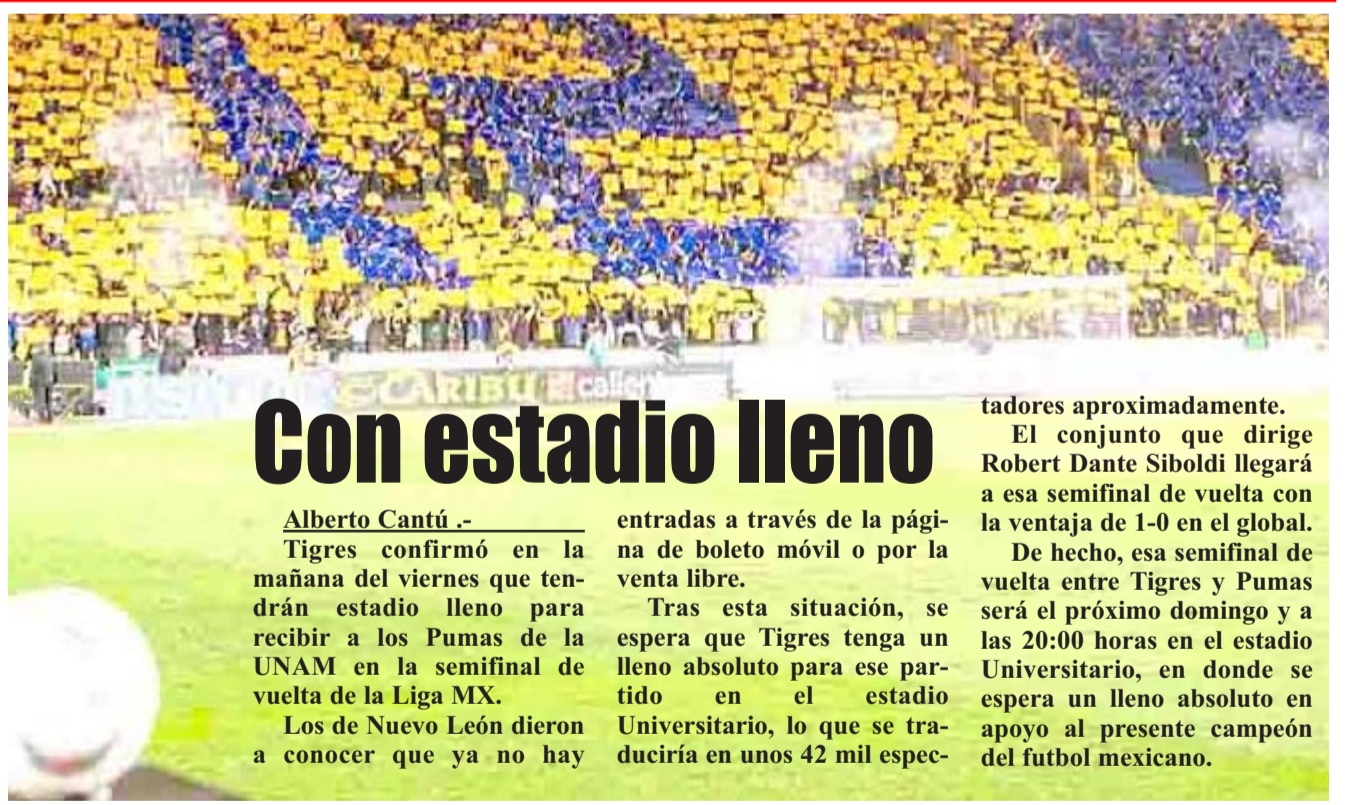 CARIBÚ
Con estadio lleno
Alberto Cantú .-
Tigres confirmó en la
mañana del viernes que ten-
drán estadio lleno para
recibir a los Pumas de la
UNAM en la semifinal de
vuelta de la Liga MX.
Los de Nuevo León dieron
a conocer que ya no hay
entradas a través de la pági-
na de boleto móvil o por la
venta libre.
Tras esta situación, se
espera que Tigres tenga un
lleno absoluto para ese par-
tido en el estadio
Universitario, lo que se tra-
duciría en unos 42 mil espec-
tadores aproximadamente.
El conjunto que dirige
Robert Dante Siboldi llegará
a esa semifinal de vuelta con
la ventaja de 1-0 en el global.
De hecho, esa semifinal de
vuelta entre Tigres y Pumas
será el próximo domingo y a
las 20:00 horas en el estadio
Universitario, en donde se
espera un lleno absoluto en
apoyo al presente campeón
del futbol mexicano.